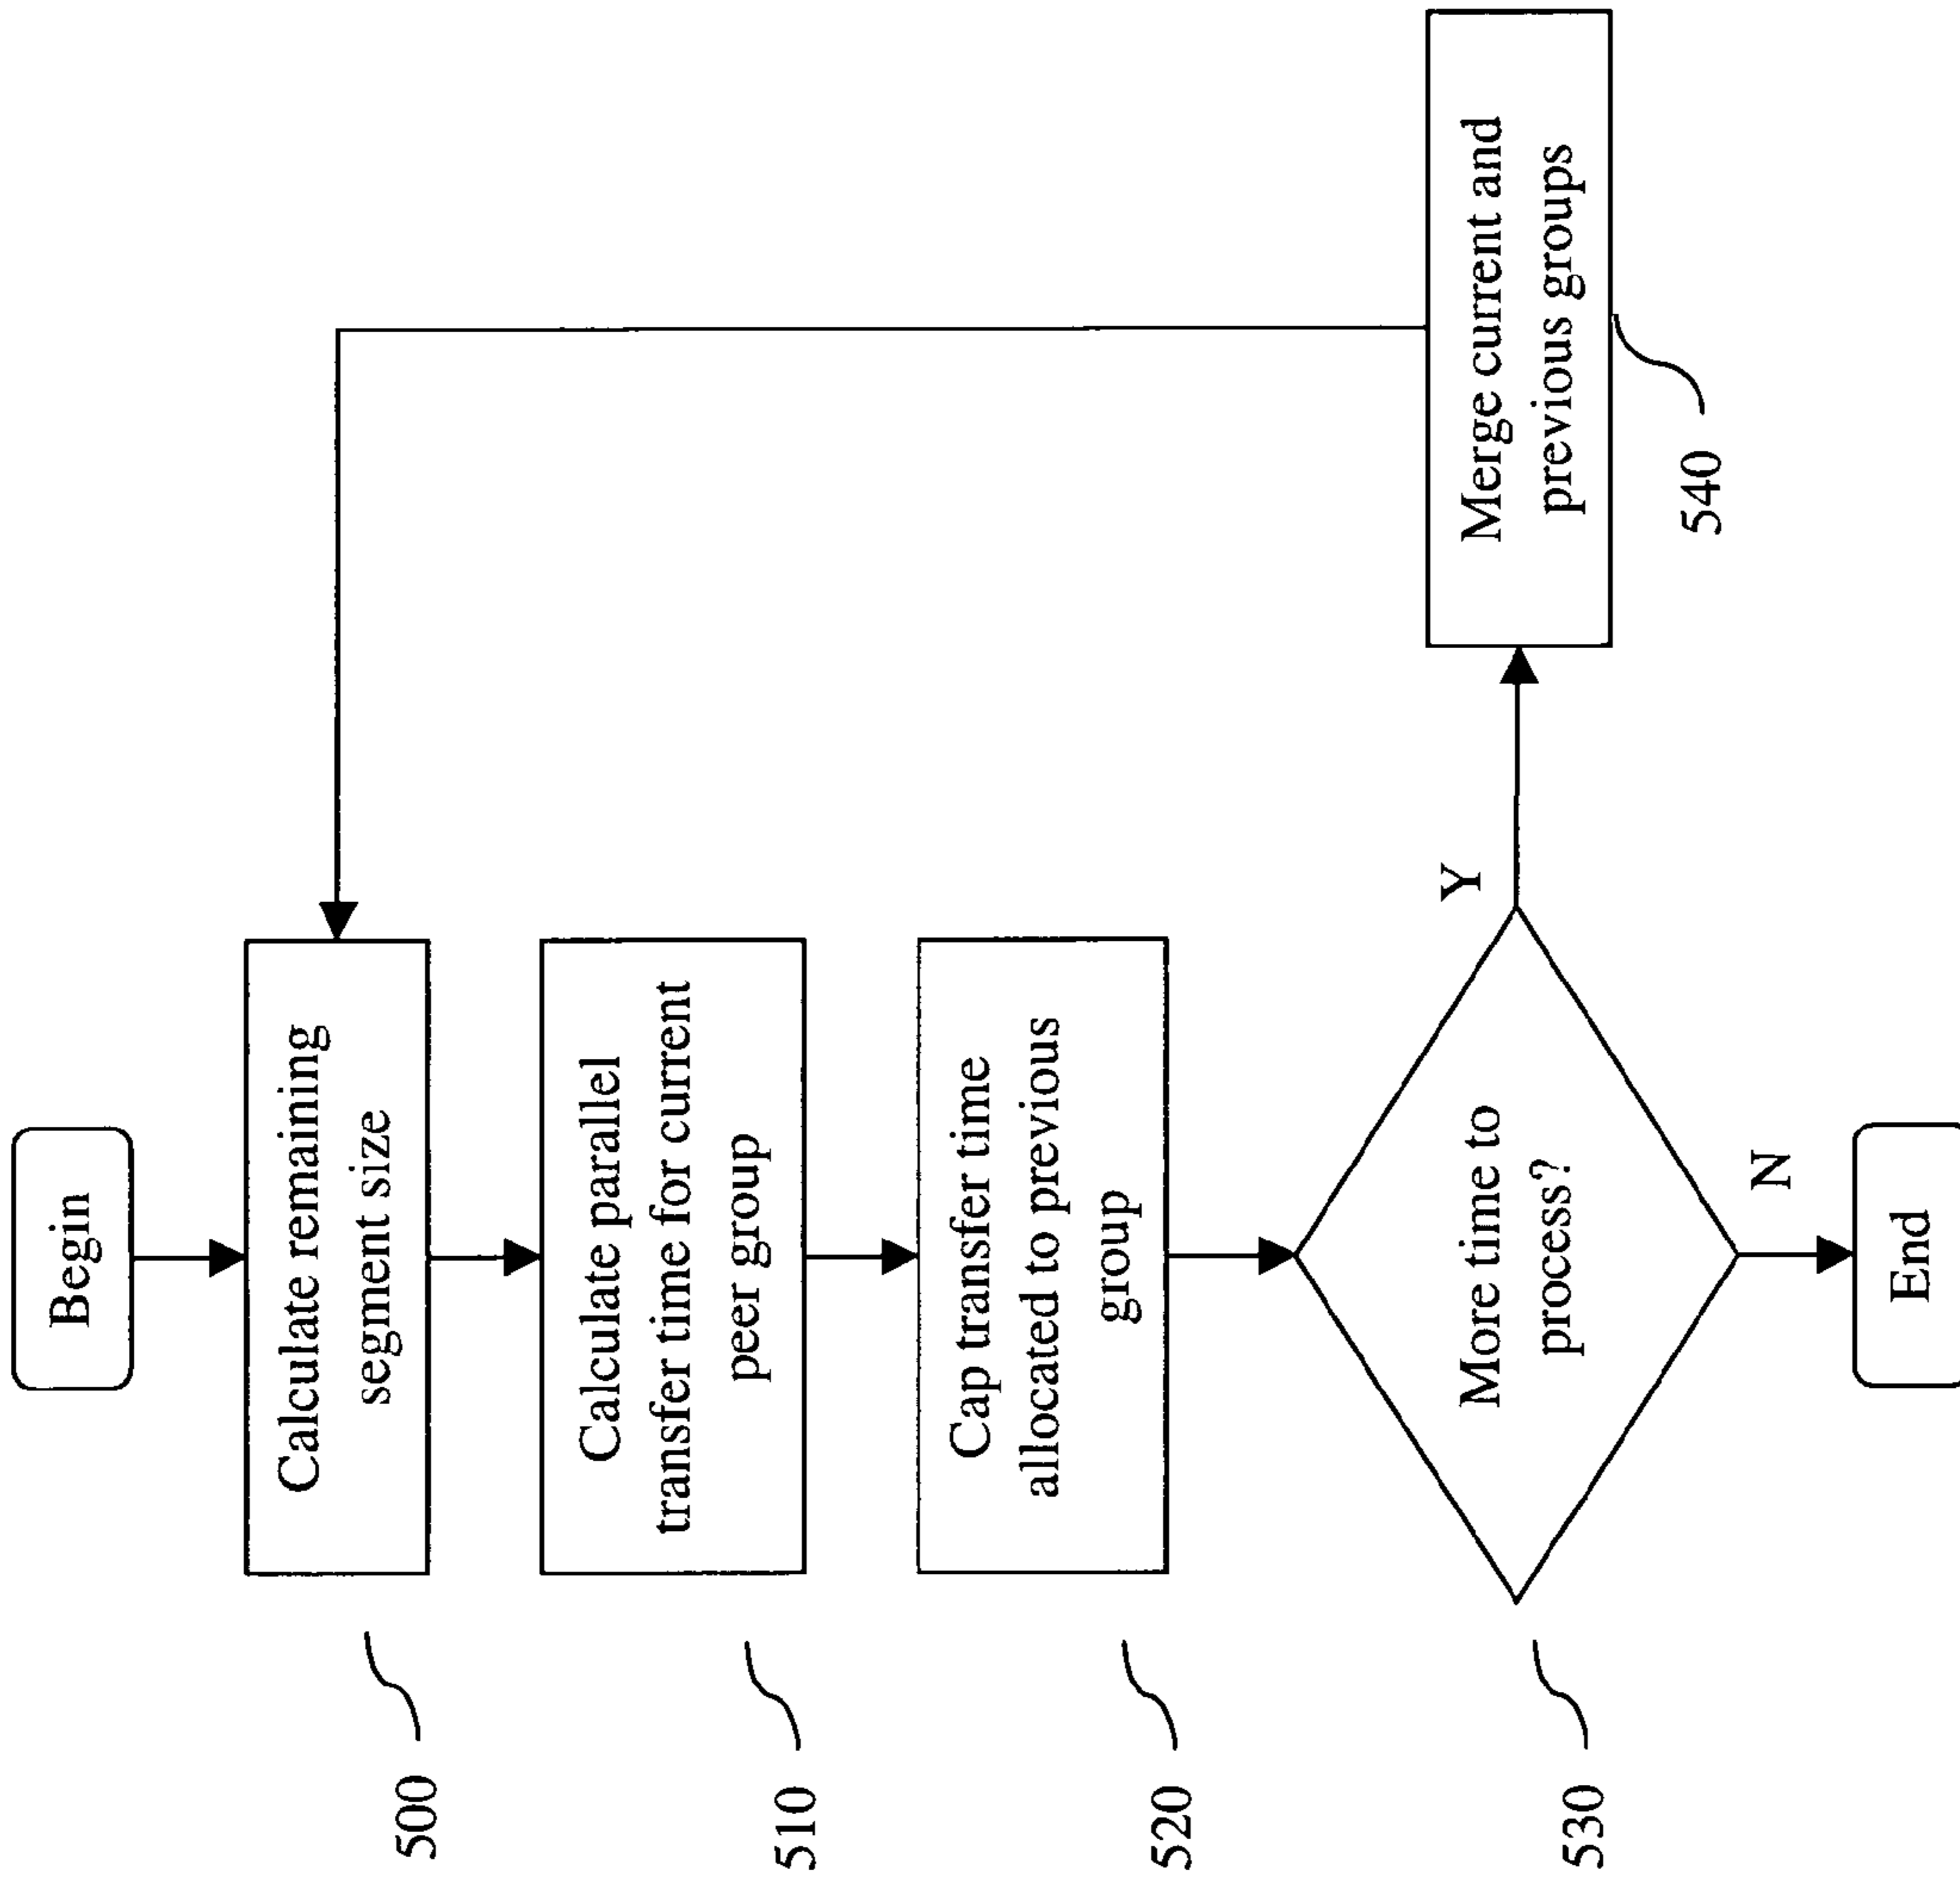 Begin
Calculate remaining
segment size
500
Calculate parallel
transfer time for current
peer group
510
Cap transfer time
allocated to previous
group
520
More time to
process?
530
Y
N
Merge current and
previous groups
540
End